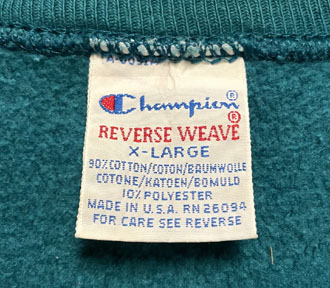 Champion®
REVERSE WEAVE®
X-LARGE
90% COTTON/COTON/BAUMWOLLE
COTONE/KATOEN/BOMULD
10% POLYESTER
MADE IN U.S.A. RN 26094
FOR CARE SEE REVERSE